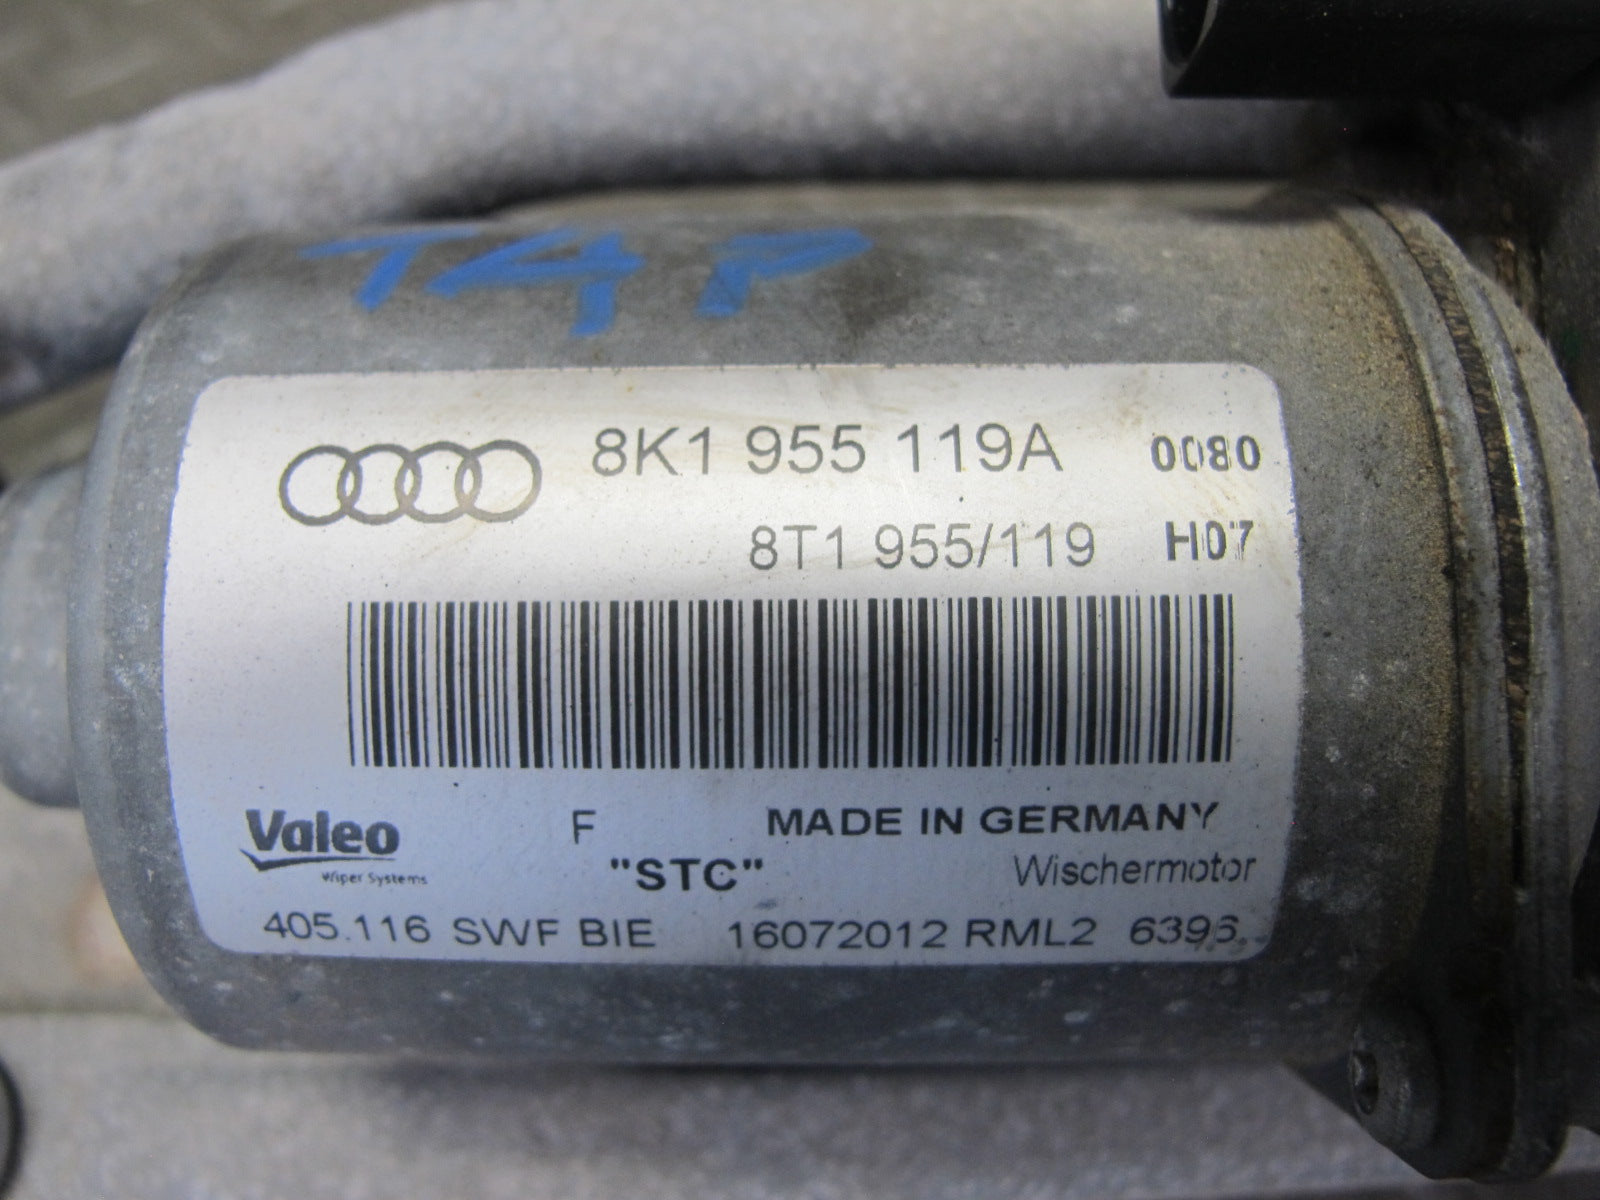 T4P
8K1 955 119A 0080
8T1 955/119 H07
Valeo F MADE IN GERMANY
Wiper Systems "STC" Wischermotor
405.116 SWF BIE 16072012 RML2 6396